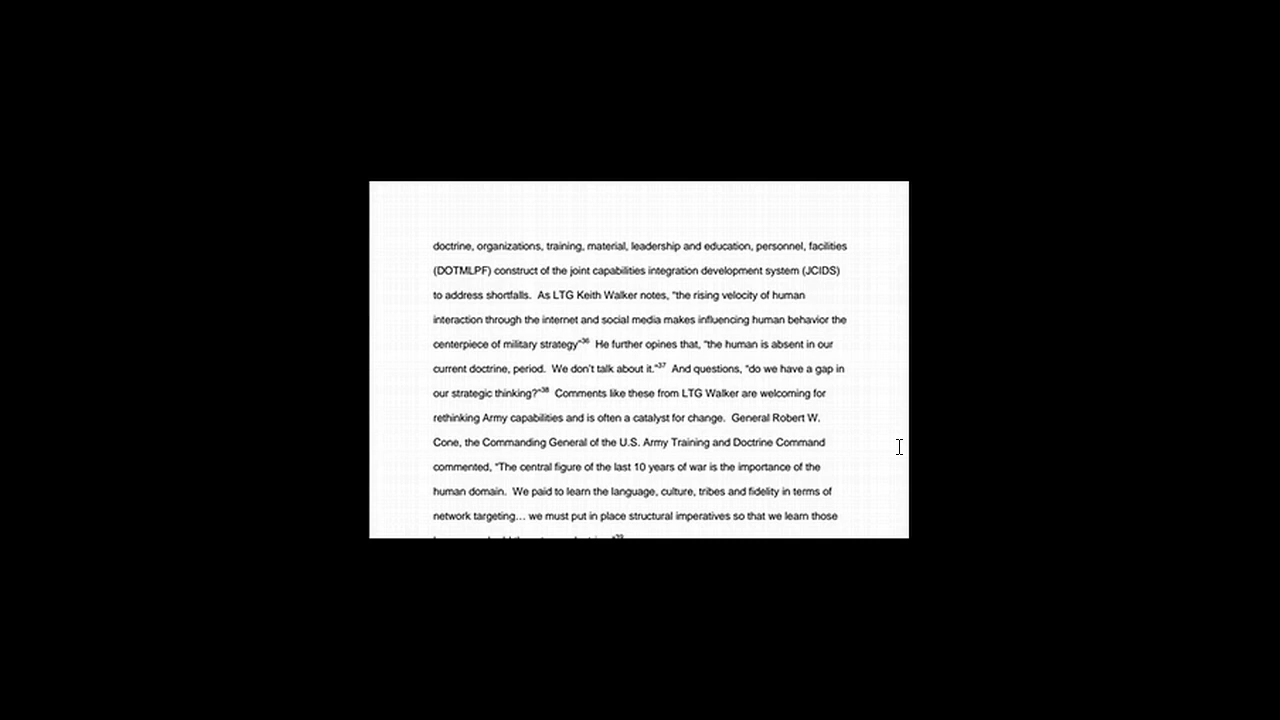 doctrine, organizations, training, material, leadership and education, personnel, facilities
(DOTMLPF) construct of the joint capabilities integration development system (JCIDS)
to address shortfalls.  As LTG Keith Walker notes, “the rising velocity of human
interaction through the internet and social media makes influencing human behavior the
centerpiece of military strategy”36  He further opines that, “the human is absent in our
current doctrine, period.  We don’t talk about it.”37  And questions, “do we have a gap in
our strategic thinking?”38  Comments like these from LTG Walker are welcoming for
rethinking Army capabilities and is often a catalyst for change.  General Robert W.
Cone, the Commanding General of the U.S. Army Training and Doctrine Command
commented, “The central figure of the last 10 years of war is the importance of the
human domain.  We paid to learn the language, culture, tribes and fidelity in terms of
network targeting… we must put in place structural imperatives so that we learn those
”39